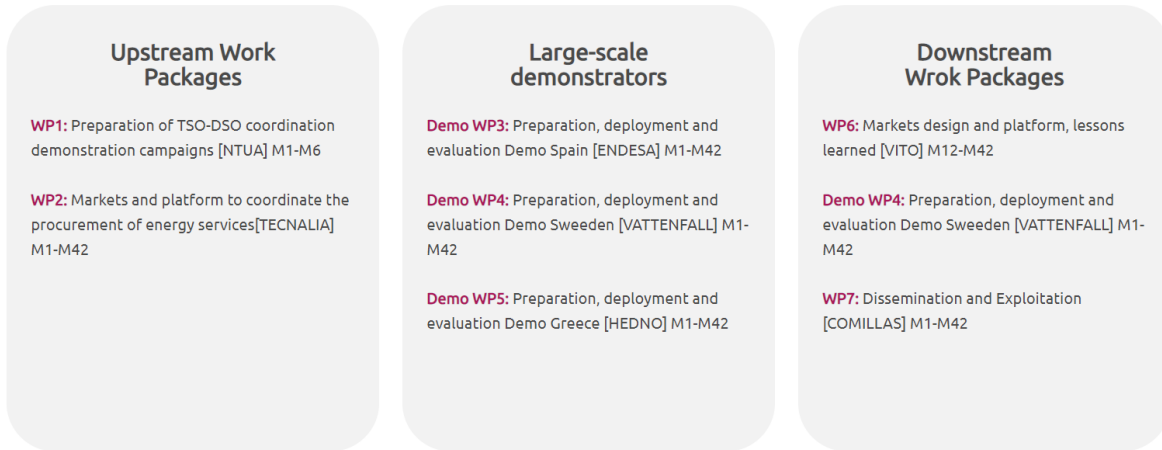 Upstream Work
Packages
WP1: Preparation of TSO-DSO coordination
demonstration campaigns [NTUA] M1-M6
WP2: Markets and platform to coordinate the
procurement of energy services[TECNALIA]
M1-M42
Large-scale
demonstrators
Demo WP3: Preparation, deployment and
evaluation Demo Spain [ENDESA] M1-M42
Demo WP4: Preparation, deployment and
evaluation Demo Sweeden [VATTENFALL] M1-
M42
Demo WP5: Preparation, deployment and
evaluation Demo Greece [HEDNO] M1-M42
Downstream
Wrok Packages
WP6: Markets design and platform, lessons
learned [VITO] M12-M42
Demo WP4: Preparation, deployment and
evaluation Demo Sweeden [VATTENFALL] M1-
M42
WP7: Dissemination and Exploitation
[COMILLAS] M1-M42